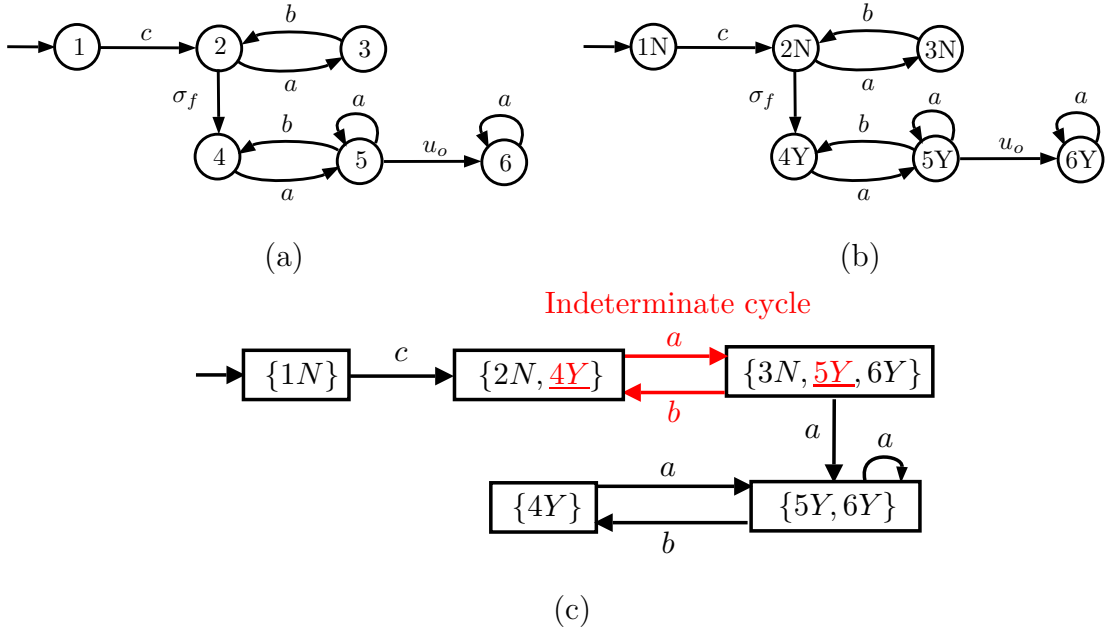 b b
1 c 2 3 1N c 2N 3N
a a
σ_f a a σ_f a a
b b
4 5 u_o 6 4Y 5Y u_o 6Y
a a
(a) (b)
Indeterminate cycle
c a
{1N} {2N, 4Y} {3N, 5Y, 6Y}
b
a a
a
{4Y} {5Y, 6Y}
b
(c)